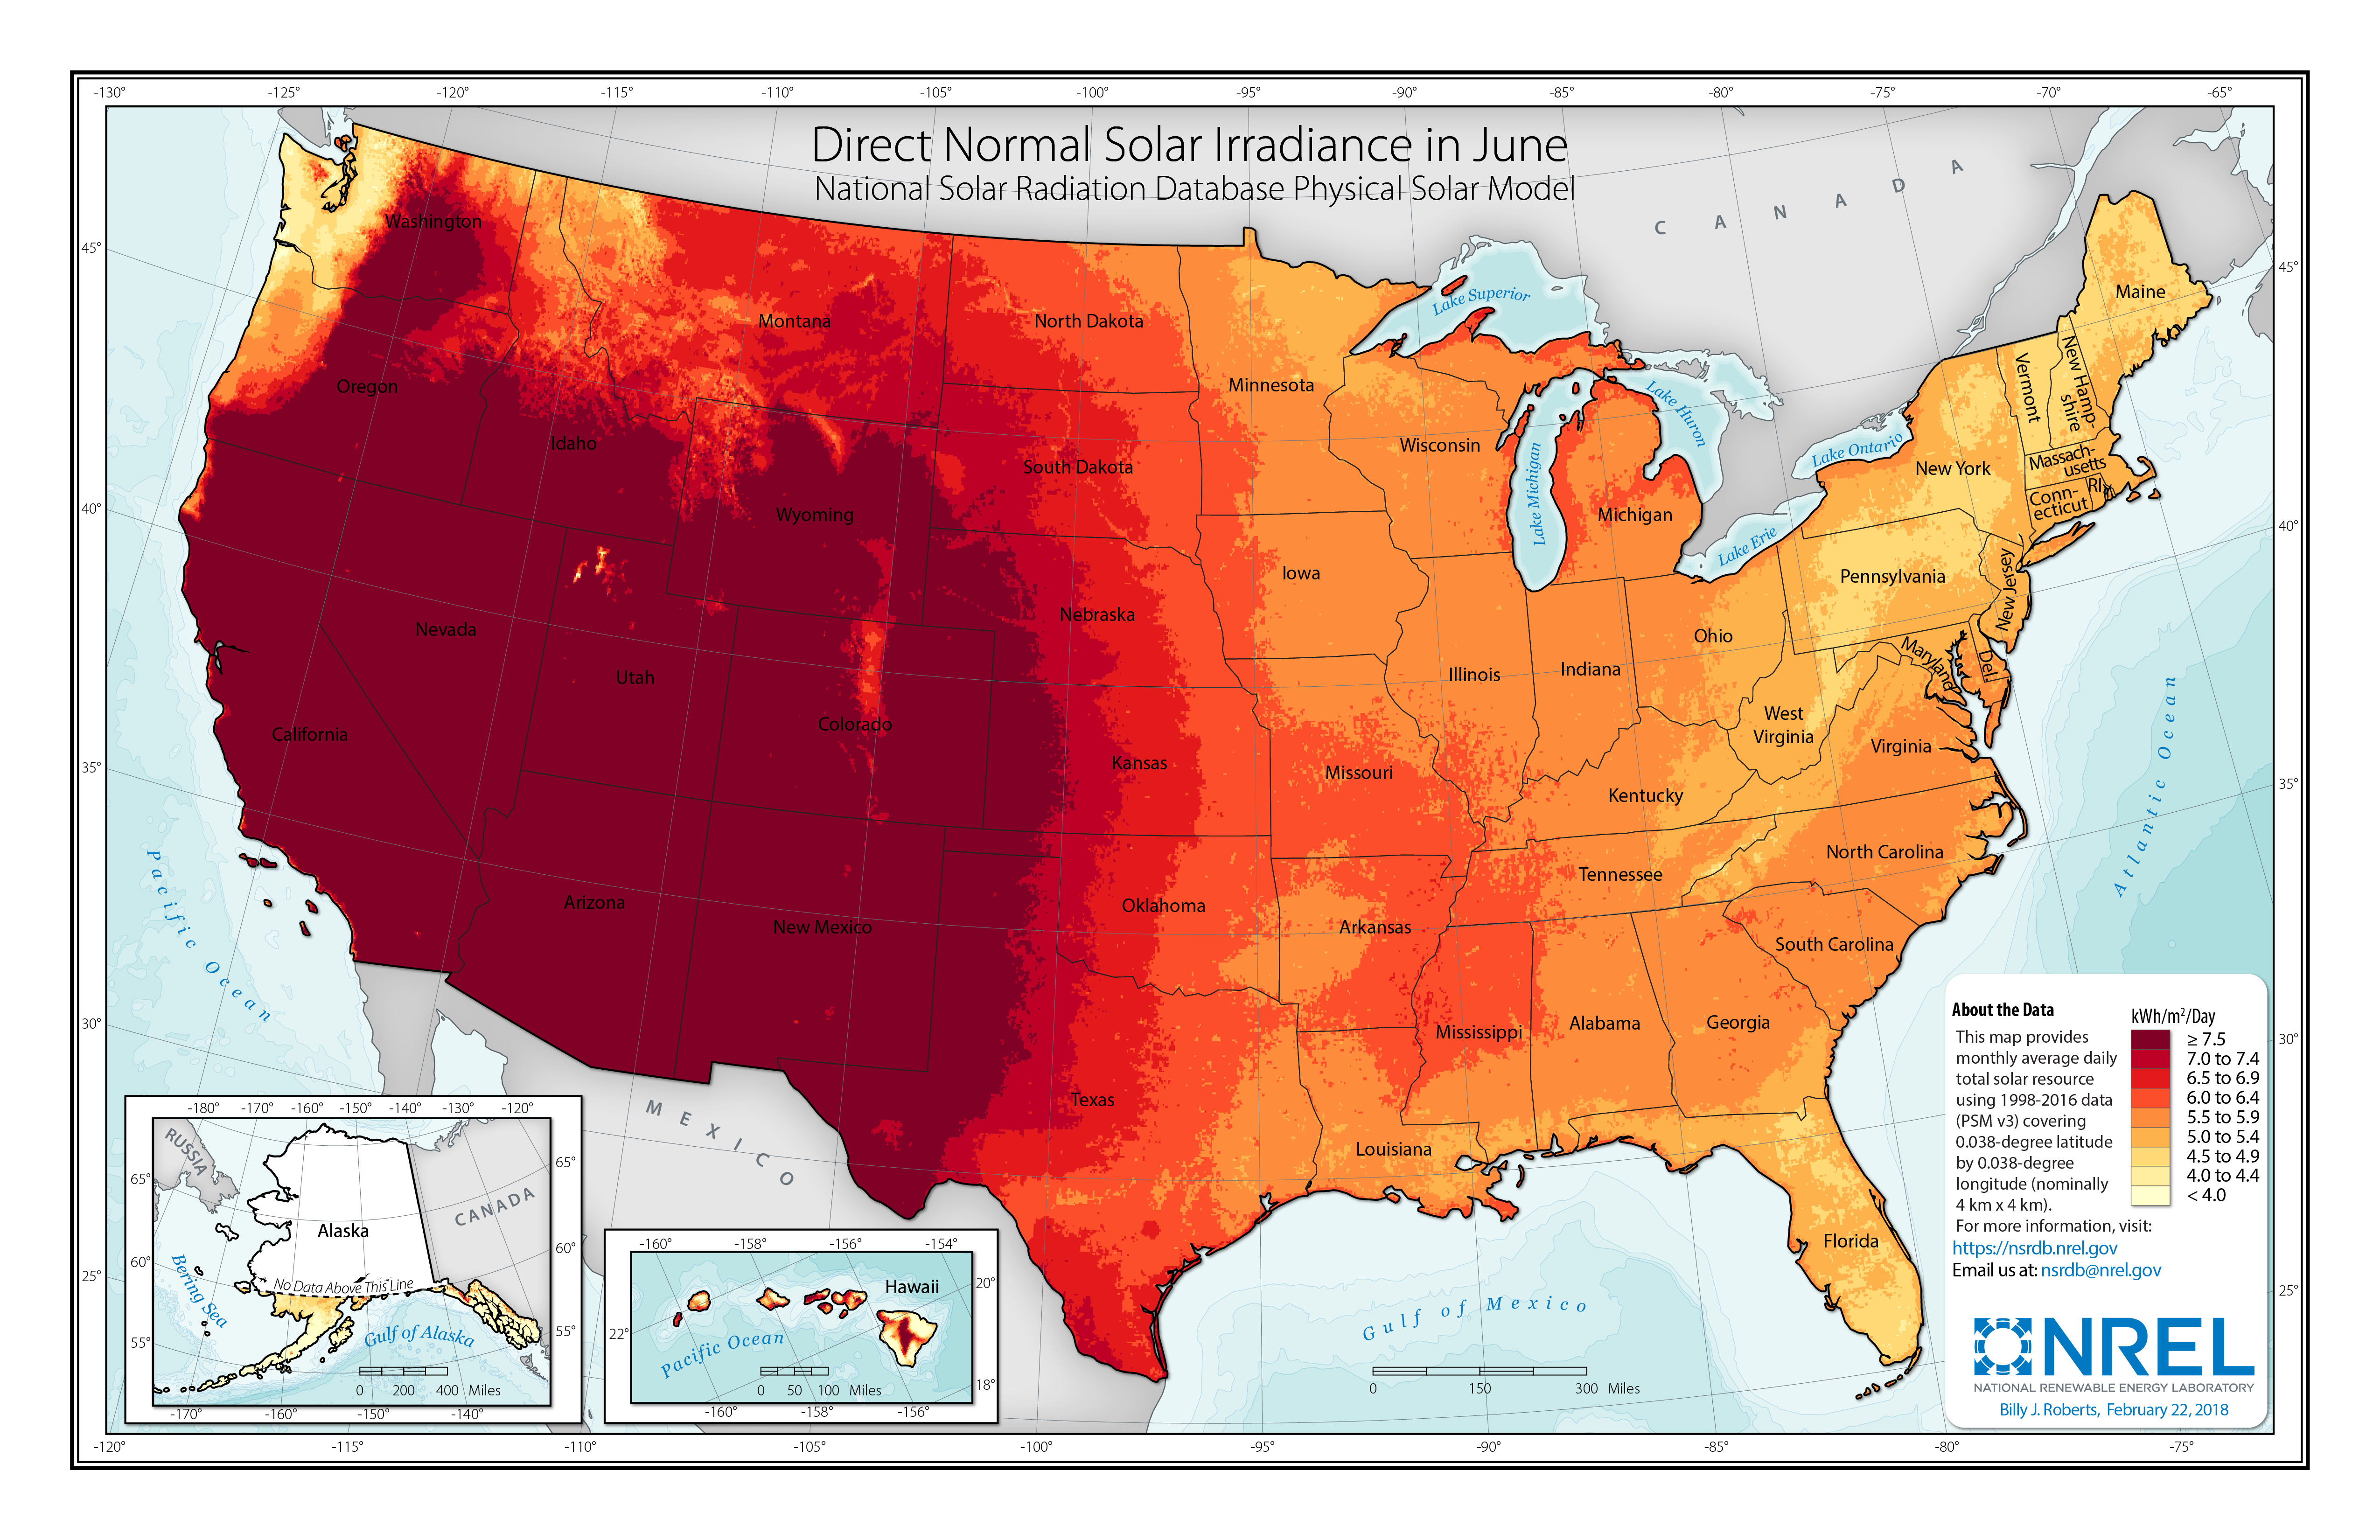 -130° -125° -120° -115° -110° -105° -100° -95° -90° -85° -80° -75° -70° -65°
Direct Normal Solar Irradiance in June
National Solar Radiation Database Physical Solar Model
C A N A D A
45°
40°
35°
30°
25°
45°
40°
35°
30°
25°
Washington
Oregon
Idaho
Montana
North Dakota
South Dakota
Minnesota
Wisconsin
Michigan
Wyoming
Nebraska
Iowa
Nevada
Utah
Colorado
California
Kansas
Missouri
Illinois
Indiana
Ohio
Kentucky
Tennessee
West
Virginia
Virginia
North Carolina
South Carolina
Arizona
New Mexico
Oklahoma
Arkansas
Texas
Louisiana
Mississippi
Alabama
Georgia
Florida
Maine
Vermont
New Hamp-
shire
Massach-
usetts
Conn-
ecticut
RI
New York
Pennsylvania
New Jersey
Maryland
Del.
Lake Superior
Lake Michigan
Lake Huron
Lake Erie
Lake Ontario
Pacific Ocean
Atlantic Ocean
Gulf of Mexico
M E X I C O
0 150 300 Miles
-180° -170° -160° -150° -140° -130° -120°
RUSSIA
CANADA
65°
60°
55°
65°
60°
55°
Alaska
No Data Above This Line
Bering Sea
Gulf of Alaska
0 200 400 Miles
-170° -160° -150° -140°
-160° -158° -156° -154°
Hawaii
20°
22°
18°
Pacific Ocean
0 50 100 Miles
-160° -158° -156°
About the Data
This map provides
monthly average daily
total solar resource
using 1998-2016 data
(PSM v3) covering
0.038-degree latitude
by 0.038-degree
longitude (nominally
4 km x 4 km).
For more information, visit:
https://nsrdb.nrel.gov
Email us at: nsrdb@nrel.gov
kWh/m²/Day
≥ 7.5
7.0 to 7.4
6.5 to 6.9
6.0 to 6.4
5.5 to 5.9
5.0 to 5.4
4.5 to 4.9
4.0 to 4.4
< 4.0
NREL
NATIONAL RENEWABLE ENERGY LABORATORY
Billy J. Roberts, February 22, 2018
-120° -115° -110° -105° -100° -95° -90° -85° -80° -75°